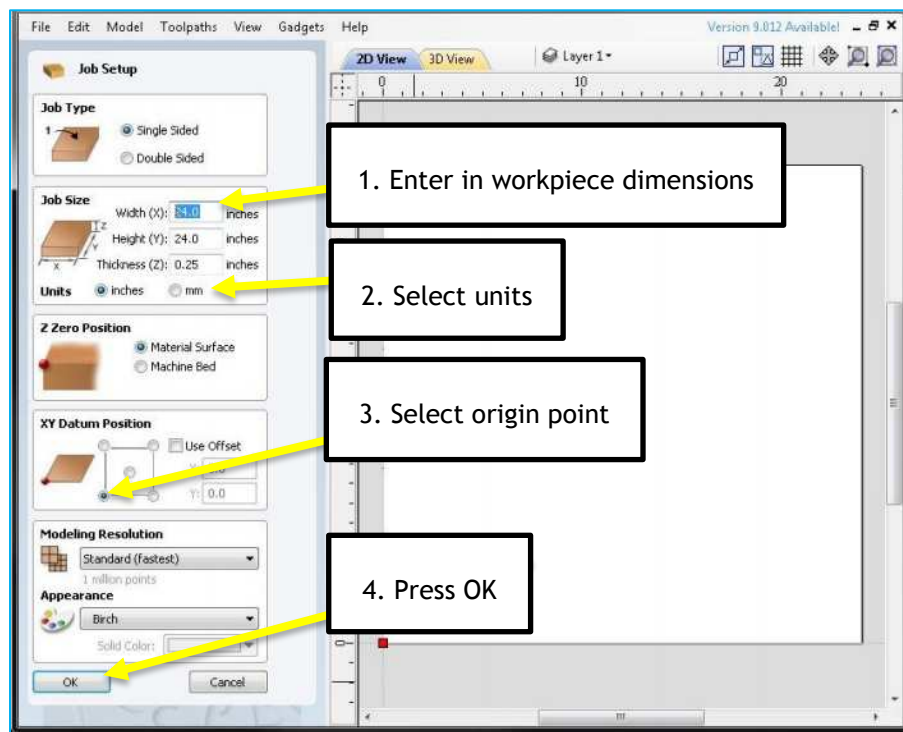 File Edit Model Toolpaths View Gadgets Help Version 9.012 Available!
2D View 3D View Layer 1
Job Setup
0 10 20
Job Type
1 Single Sided
Double Sided
1. Enter in workpiece dimensions
Job Size
Width (X): 24.0 inches
Z
Y
Height (Y): 24.0 inches
X
Thickness (Z): 0.25 inches
Units inches mm
2. Select units
Z Zero Position
Material Surface
Machine Bed
3. Select origin point
XY Datum Position
Use Offset
Y: 0.0
Modeling Resolution
Standard (fastest)
1 million points
4. Press OK
Appearance
Birch
Solid Color:
0
OK Cancel